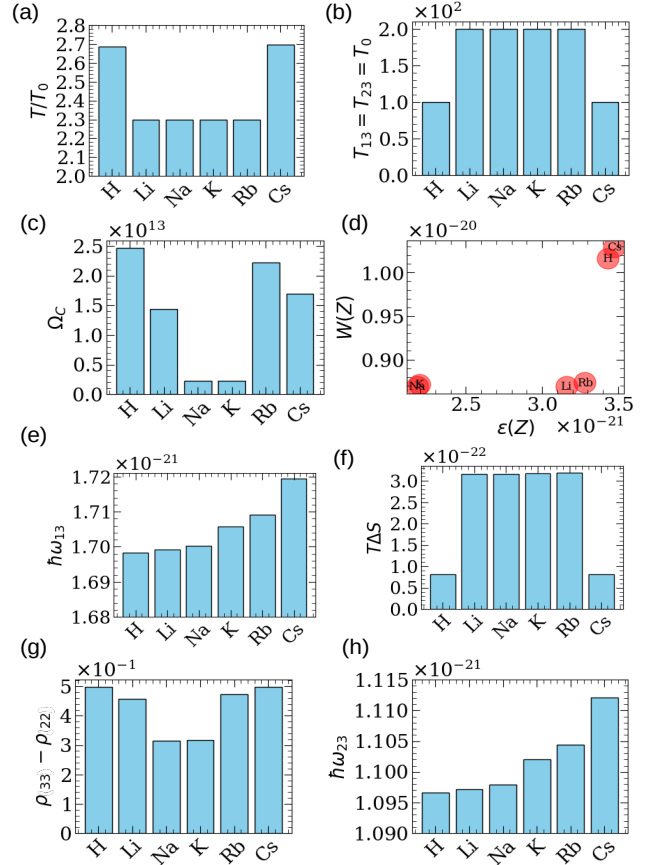 (a)
T/T₀
2.8
2.7
2.6
2.5
2.4
2.3
2.2
2.1
2.0
H Li Na K Rb Cs
(b)
×10²
T₁₃ = T₂₃ = T₀
2.0
1.5
1.0
0.5
0.0
H Li Na K Rb Cs
(c)
×10¹³
Ω_C
2.5
2.0
1.5
1.0
0.5
0.0
H Li Na K Rb Cs
(d)
×10⁻²⁰
W(Z)
1.00
0.95
0.90
Cs
H
Na K
Li Rb
2.5 3.0 3.5
ε(Z) ×10⁻²¹
(e)
×10⁻²¹
ħω₁₃
1.72
1.70
1.69
1.68
H Li Na K Rb Cs
(f)
×10⁻²²
TΔS
3.0
2.5
2.0
1.5
1.0
0.5
0.0
H Li Na K Rb Cs
(g)
×10⁻¹
ρ₍₃₃₎ − ρ₍₂₂₎
5
4
3
2
1
0
H Li Na K Rb Cs
(h)
×10⁻²¹
ħω₂₃
1.115
1.110
1.105
1.100
1.095
1.090
H Li Na K Rb Cs